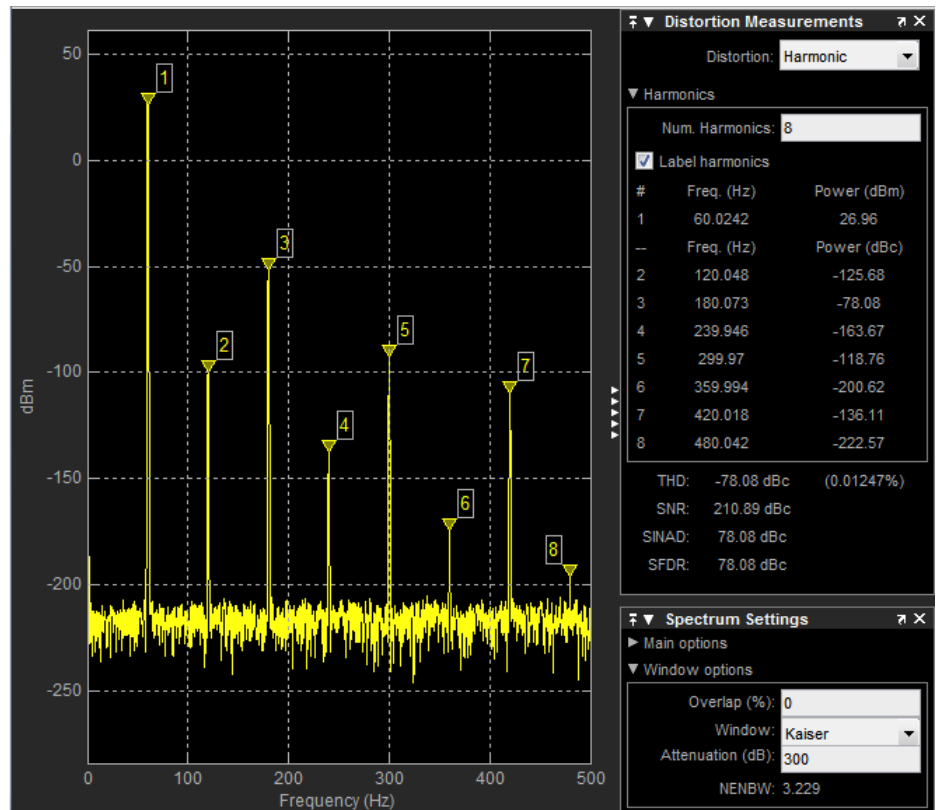 50
0
-50
-100
-150
-200
-250
dBm
0 100 200 300 400 500
Frequency (Hz)
1
2
3
4
5
6
7
8
Distortion Measurements
Distortion: Harmonic
Harmonics
Num. Harmonics: 8
Label harmonics
# Freq. (Hz) Power (dBm)
1 60.0242 26.96
-- Freq. (Hz) Power (dBc)
2 120.048 -125.68
3 180.073 -78.08
4 239.946 -163.67
5 299.97 -118.76
6 359.994 -200.62
7 420.018 -136.11
8 480.042 -222.57
THD: -78.08 dBc (0.01247%)
SNR: 210.89 dBc
SINAD: 78.08 dBc
SFDR: 78.08 dBc
Spectrum Settings
Main options
Window options
Overlap (%): 0
Window: Kaiser
Attenuation (dB): 300
NENBW: 3.229